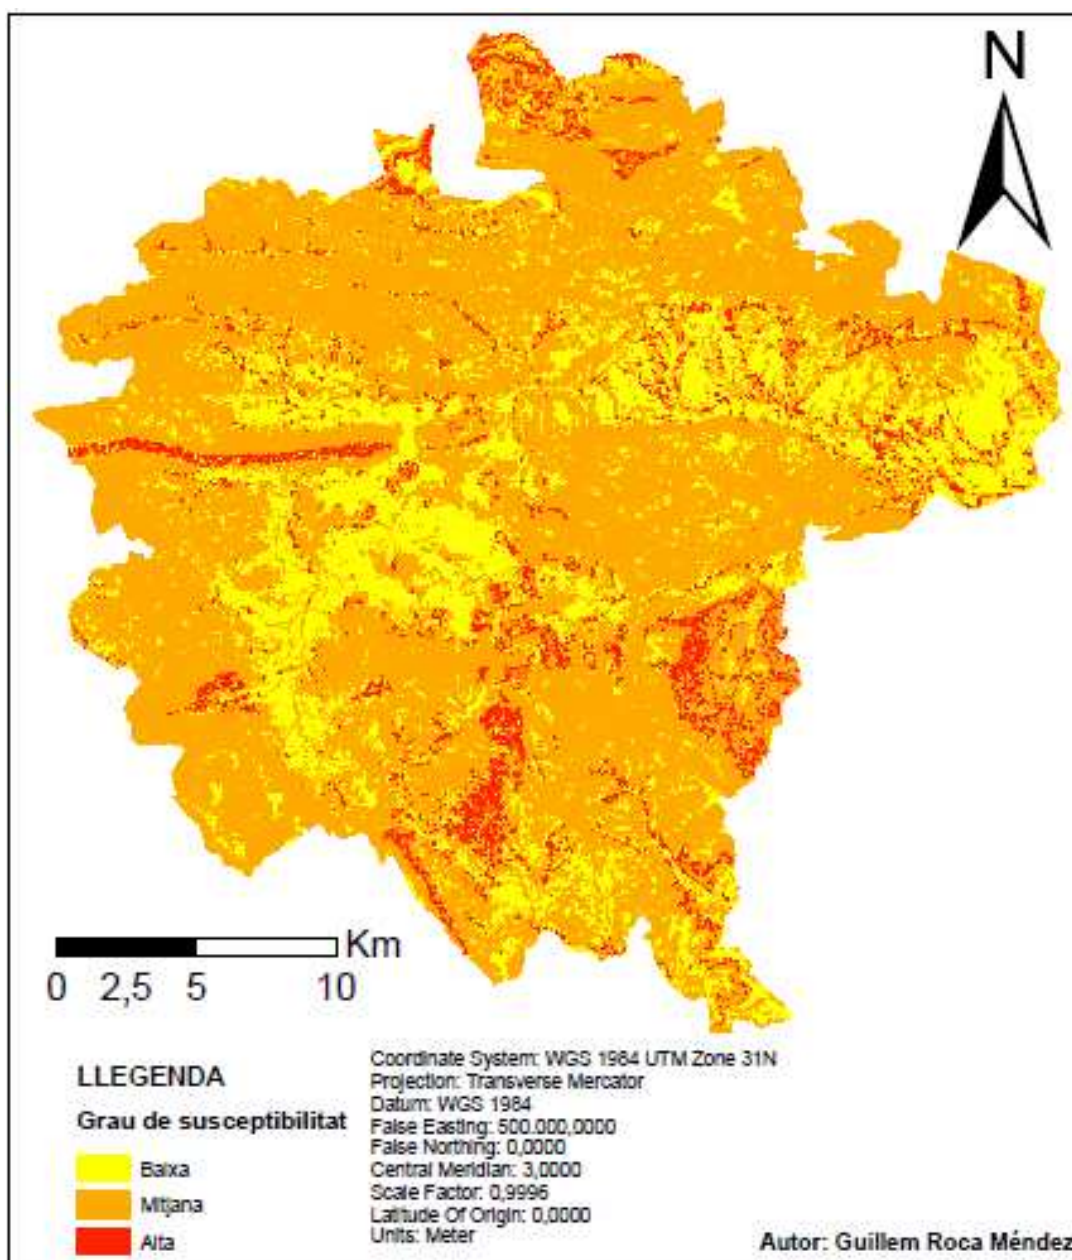 N
Km
0 2,5 5 10
LLEGENDA
Grau de susceptibilitat
Baixa
Mitjana
Alta
Coordinate System: WGS 1984 UTM Zone 31N
Projection: Transverse Mercator
Datum: WGS 1984
False Easting: 500.000,0000
False Northing: 0,0000
Central Meridian: 3,0000
Scale Factor: 0,9996
Latitude Of Origin: 0,0000
Units: Meter
Autor: Guillem Roca Méndez